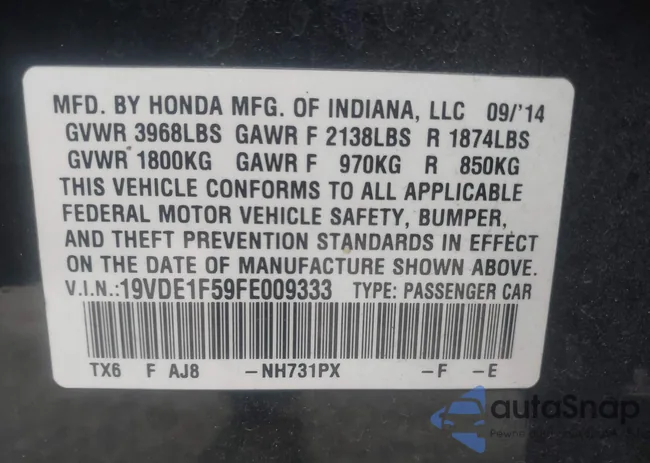 MFD. BY HONDA MFG. OF INDIANA, LLC 09/'14
GVWR 3968LBS GAWR F 2138LBS R 1874LBS
GVWR 1800KG GAWR F 970KG R 850KG
THIS VEHICLE CONFORMS TO ALL APPLICABLE
FEDERAL MOTOR VEHICLE SAFETY, BUMPER,
AND THEFT PREVENTION STANDARDS IN EFFECT
ON THE DATE OF MANUFACTURE SHOWN ABOVE.
V.I.N.:19VDE1F59FE009333 TYPE: PASSENGER CAR
TX6 F AJ8 -NH731PX -F -E
autoSnap